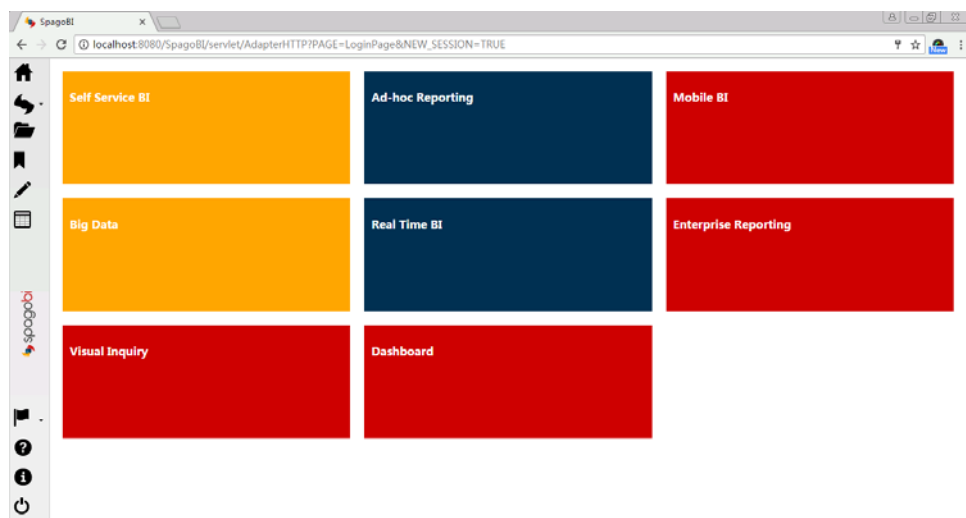 SpagoBI
localhost:8080/SpagoBI/servlet/AdapterHTTP?PAGE=LoginPage&NEW_SESSION=TRUE
New
Self Service BI
Ad-hoc Reporting
Mobile BI
Big Data
Real Time BI
Enterprise Reporting
spagobi
Visual Inquiry
Dashboard